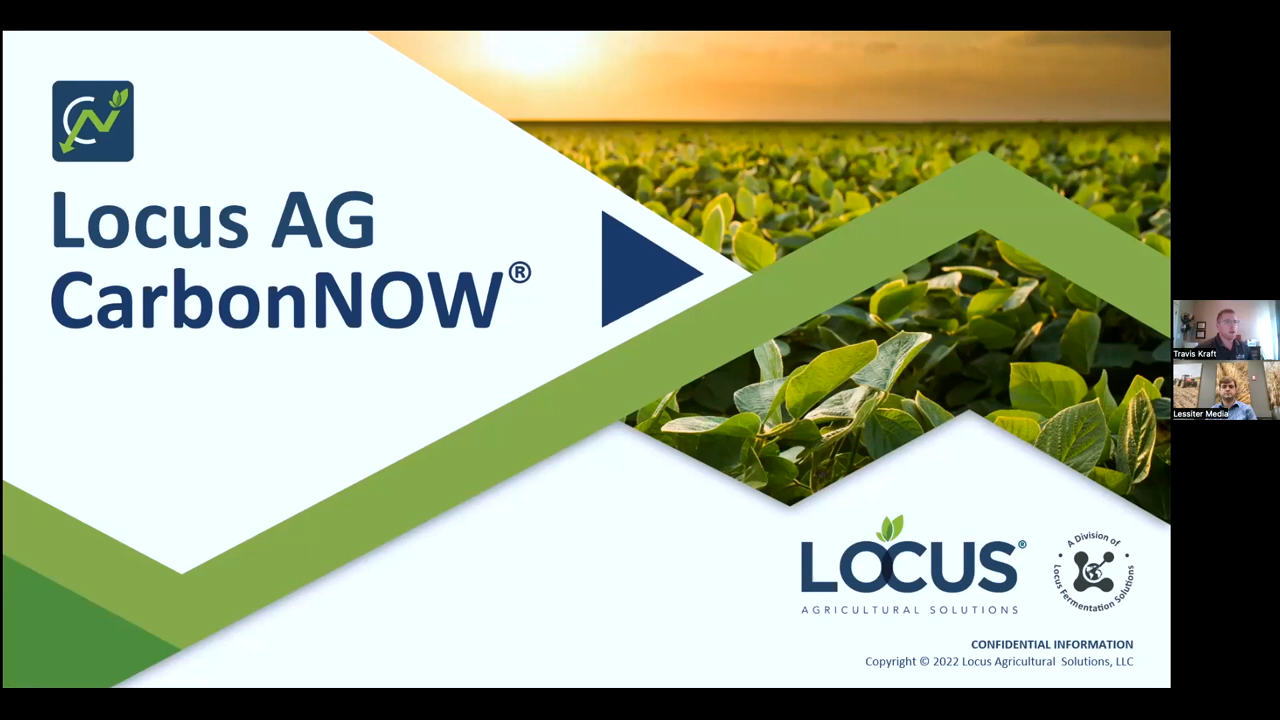 Locus AG
CarbonNOW®
LOCUS®
AGRICULTURAL SOLUTIONS
• A Division of •
Locus Fermentation Solutions
CONFIDENTIAL INFORMATION
Copyright © 2022 Locus Agricultural Solutions, LLC
Travis Kraft
Lessiter Media